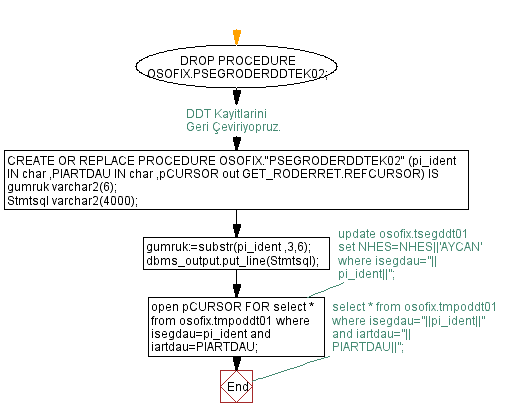 DROP PROCEDURE
OSOFIX.PSEGRODERDDTEK02;
DDT Kayitlarini
Geri Çeviriyopruz.
CREATE OR REPLACE PROCEDURE OSOFIX."PSEGRODERDDTEK02" (pi_ident
IN char ,PIARTDAU IN char ,pCURSOR out GET_RODERRET.REFCURSOR) IS
gumruk varchar2(6);
Stmtsql varchar2(4000);
gumruk:=substr(pi_ident ,3,6);
dbms_output.put_line(Stmtsql);
update osofix.tsegddt01
set NHES=NHES||'AYCAN'
where isegdau="||
pi_ident||";
open pCURSOR FOR select *
from osofix.tmpoddt01 where
isegdau=pi_ident and
iartdau=PIARTDAU;
select * from osofix.tmpoddt01
where isegdau="||pi_ident||"
and iartdau="||
PIARTDAU||";
End